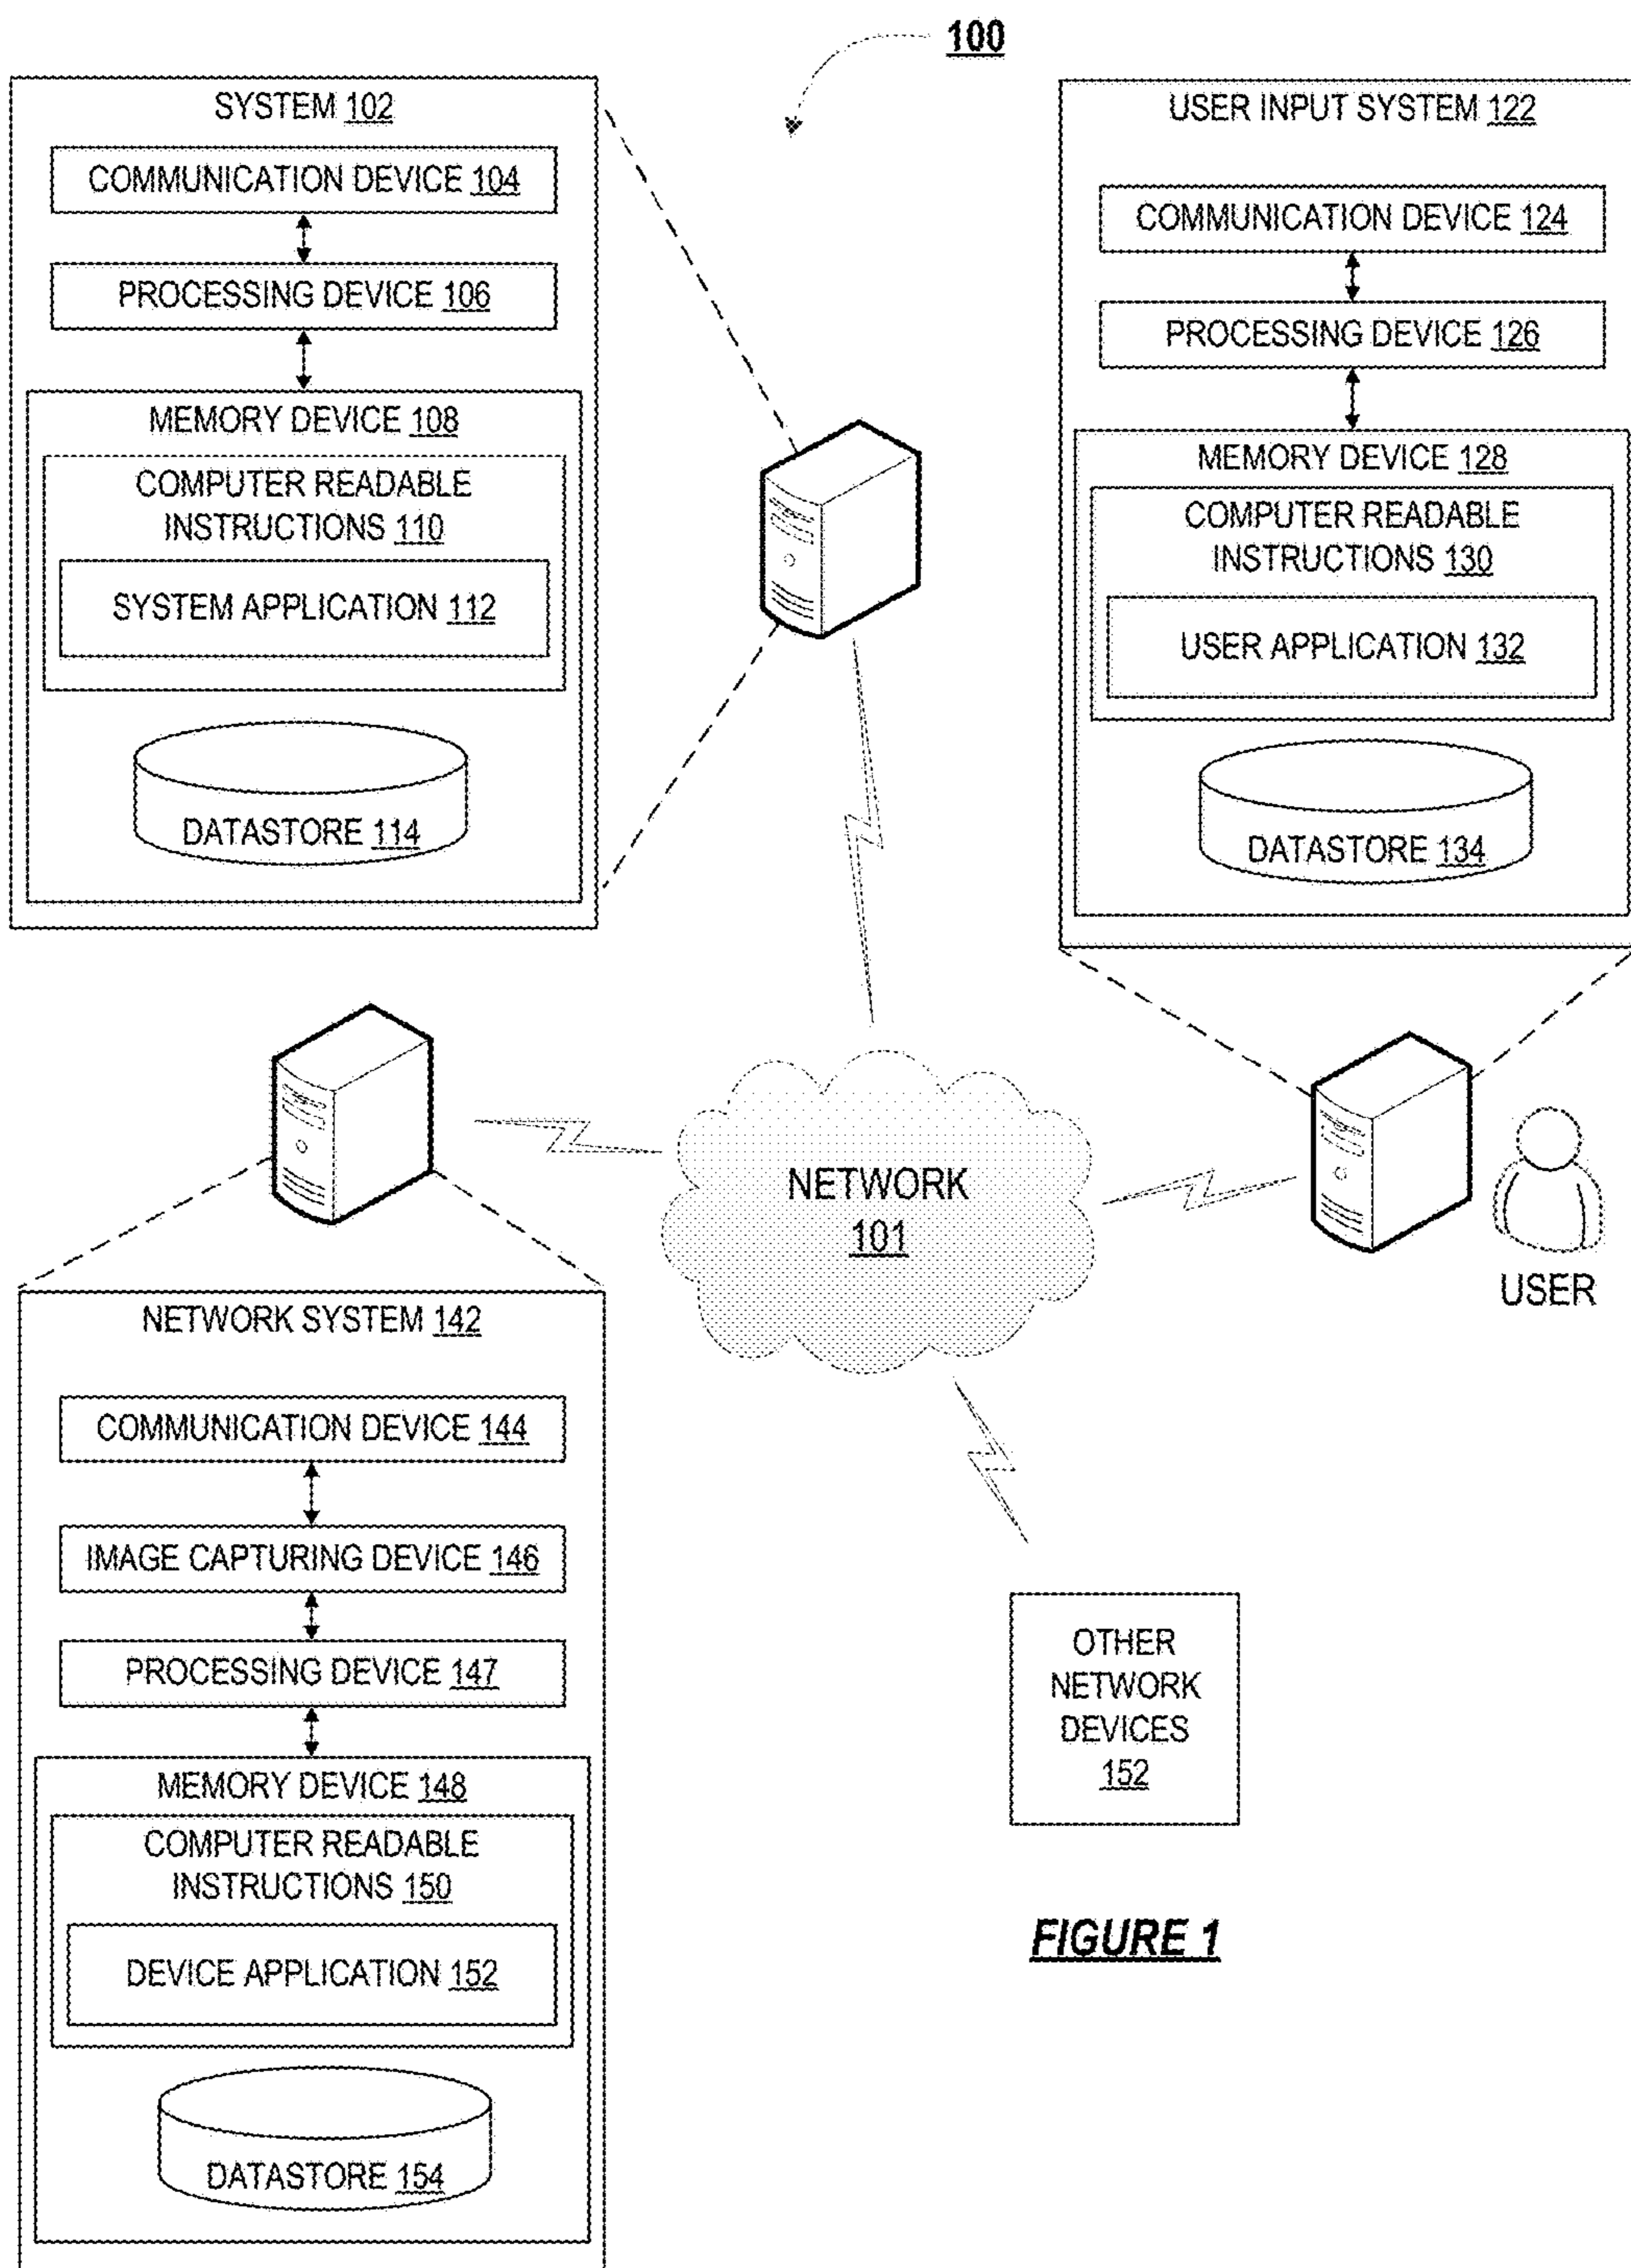 100
SYSTEM 102
COMMUNICATION DEVICE 104
PROCESSING DEVICE 106
MEMORY DEVICE 108
COMPUTER READABLE
INSTRUCTIONS 110
SYSTEM APPLICATION 112
DATASTORE 114
USER INPUT SYSTEM 122
COMMUNICATION DEVICE 124
PROCESSING DEVICE 126
MEMORY DEVICE 128
COMPUTER READABLE
INSTRUCTIONS 130
USER APPLICATION 132
DATASTORE 134
NETWORK
101
USER
NETWORK SYSTEM 142
COMMUNICATION DEVICE 144
IMAGE CAPTURING DEVICE 146
PROCESSING DEVICE 147
MEMORY DEVICE 148
COMPUTER READABLE
INSTRUCTIONS 150
DEVICE APPLICATION 152
DATASTORE 154
OTHER
NETWORK
DEVICES
152
FIGURE 1